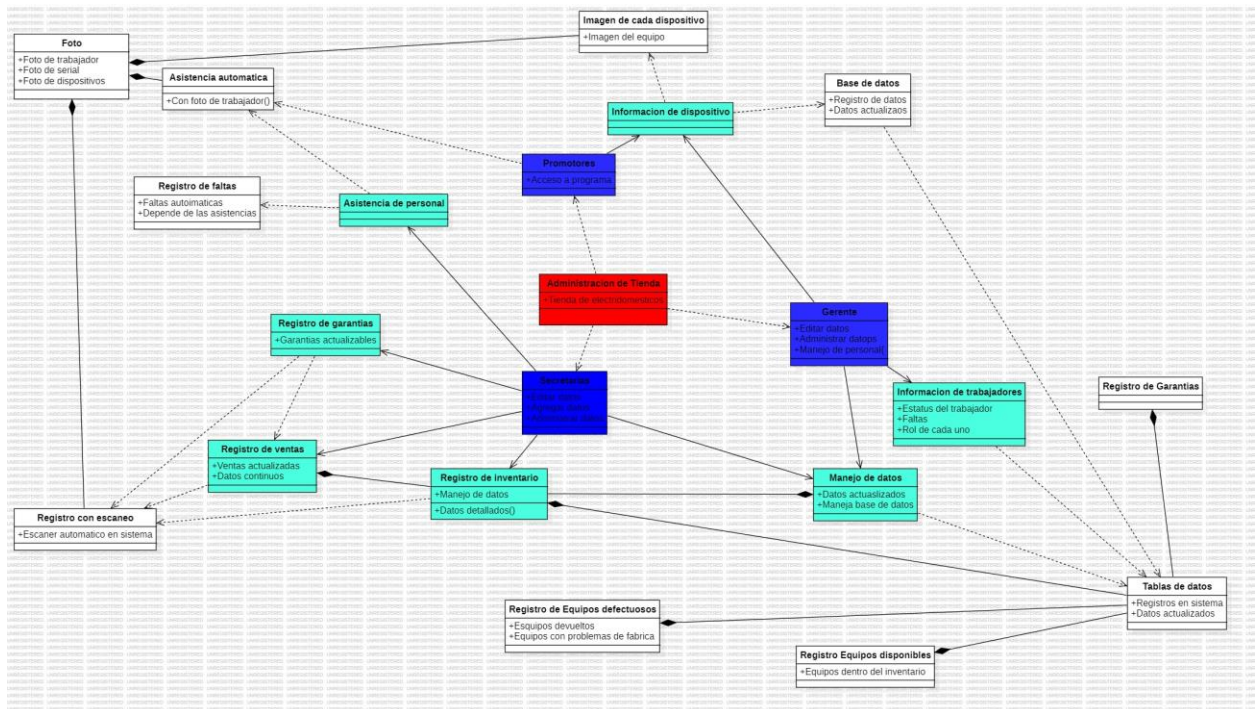 Imagen de cada dispositivo
+Imagen del equipo
Foto
+Foto de trabajador
+Foto de serial
+Foto de dispositivos
Asistencia automatica
+Con foto de trabajador()
Base de datos
+Registro de datos
+Datos actualizaos
Informacion de dispositivo
Promotores
+Acceso a programa
Registro de faltas
+Faltas autoimaticas
+Depende de las asistencias
Asistencia de personal
Administracion de Tienda
+Tienda de electridomesticos
Gerente
+Editar datos
+Administrar datops
+Manejo de personal(
Registro de garantias
+Garantias actualizables
Secretarias
Informacion de trabajadores
+Estatus del trabajador
+Faltas
+Rol de cada uno
Registro de Garantias
Registro de ventas
+Ventas actualizadas
+Datos continuos
Registro de inventario
+Manejo de datos
+Datos detallados()
Manejo de datos
+Datos actuaslizados
+Maneja base de datos
Registro con escaneo
+Escaner automatico en sistema
Tablas de datos
+Registros en sistema
+Datos actualizados
Registro de Equipos defectuosos
+Esquipos devueltos
+Equipos con problemas de fabrica
Registro Equipos disponibles
+Equipos dentro del inventario